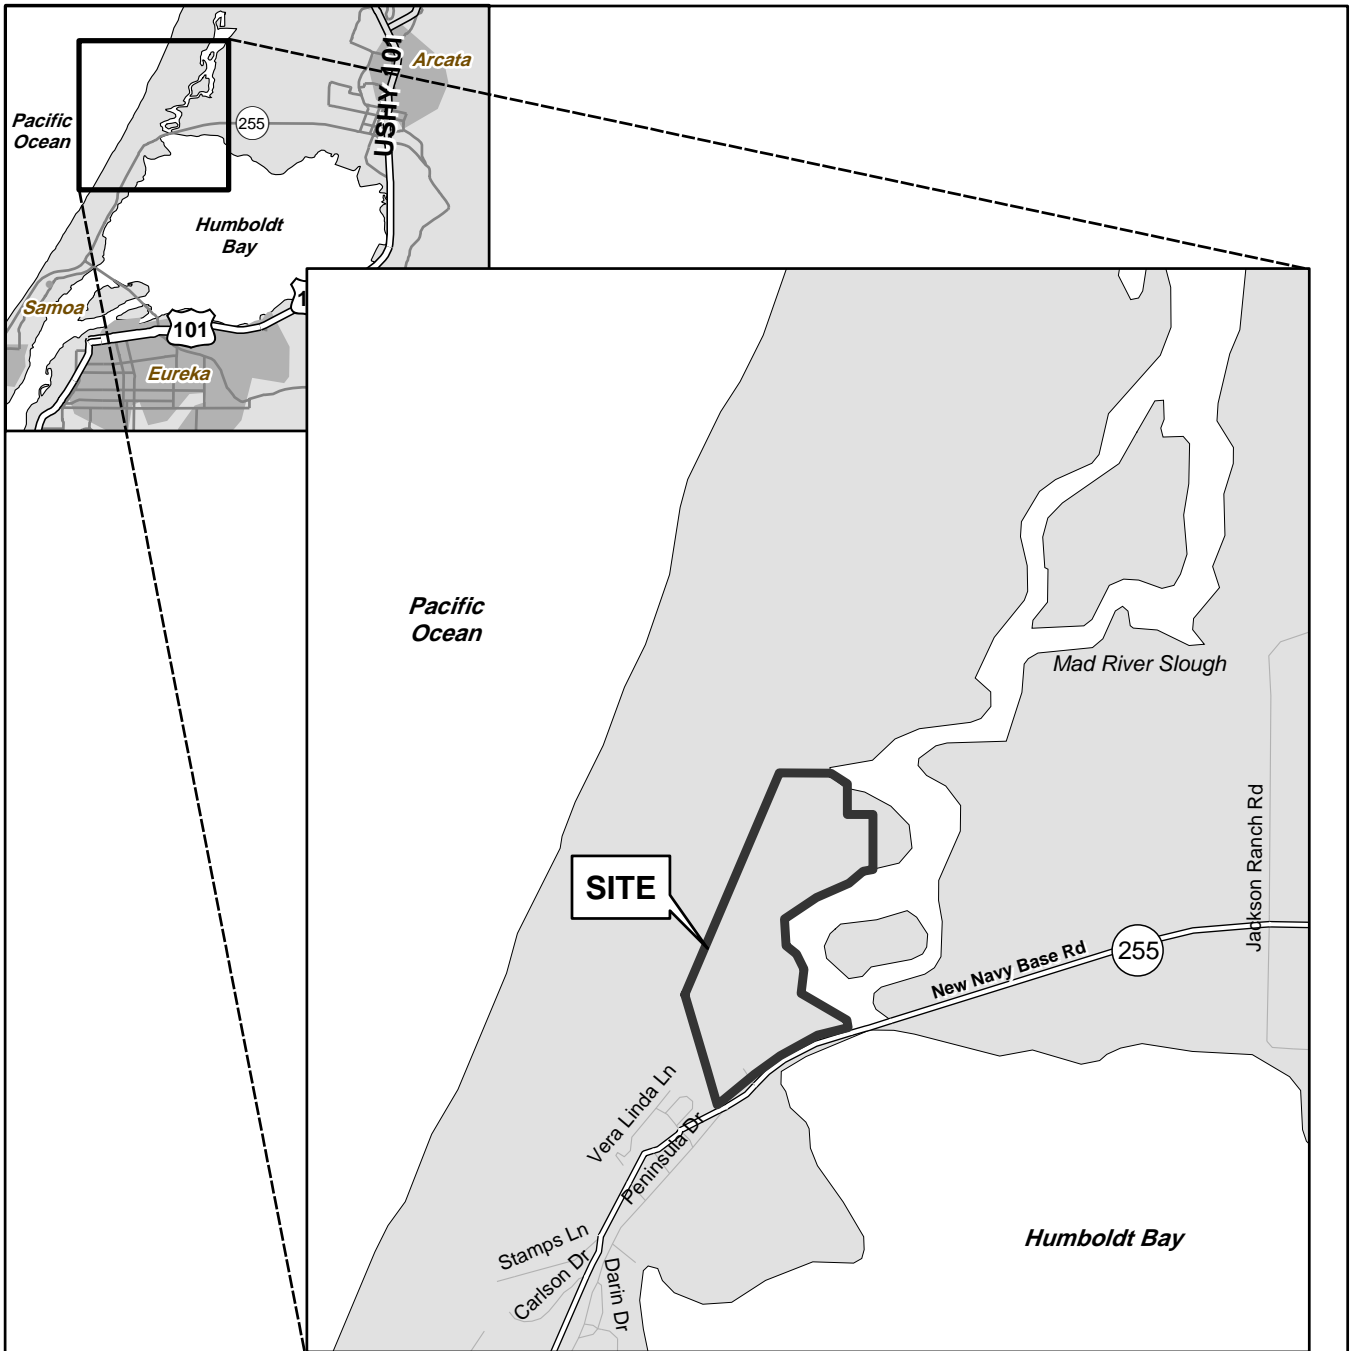 Arcata
USHY 101
Pacific
Ocean
255
Humboldt
Bay
Samoa
1
101
Eureka
Pacific
Ocean
Mad River Slough
Jackson Ranch Rd
SITE
New Navy Base Rd
255
Vera Linda Ln
Peninsula Dr
Stamps Ln
Carlson Dr
Darin Dr
Humboldt Bay